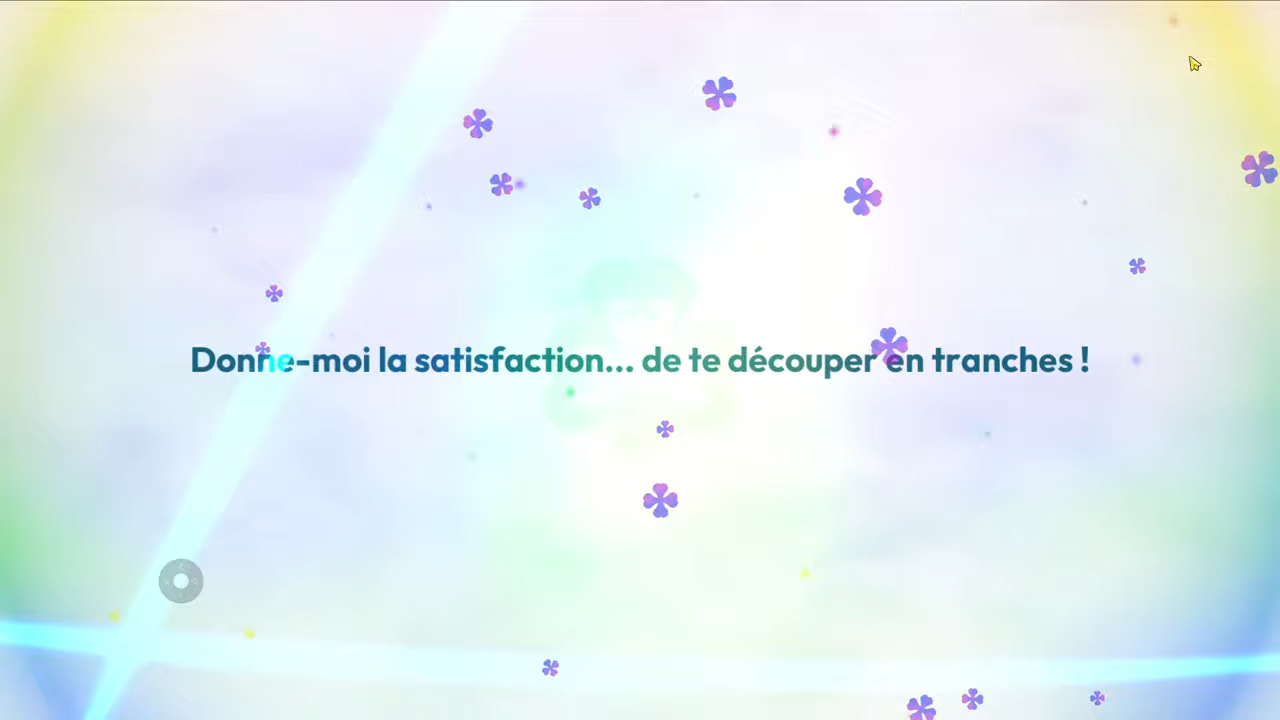 Donne-moi la satisfaction... de te découper en tranches !